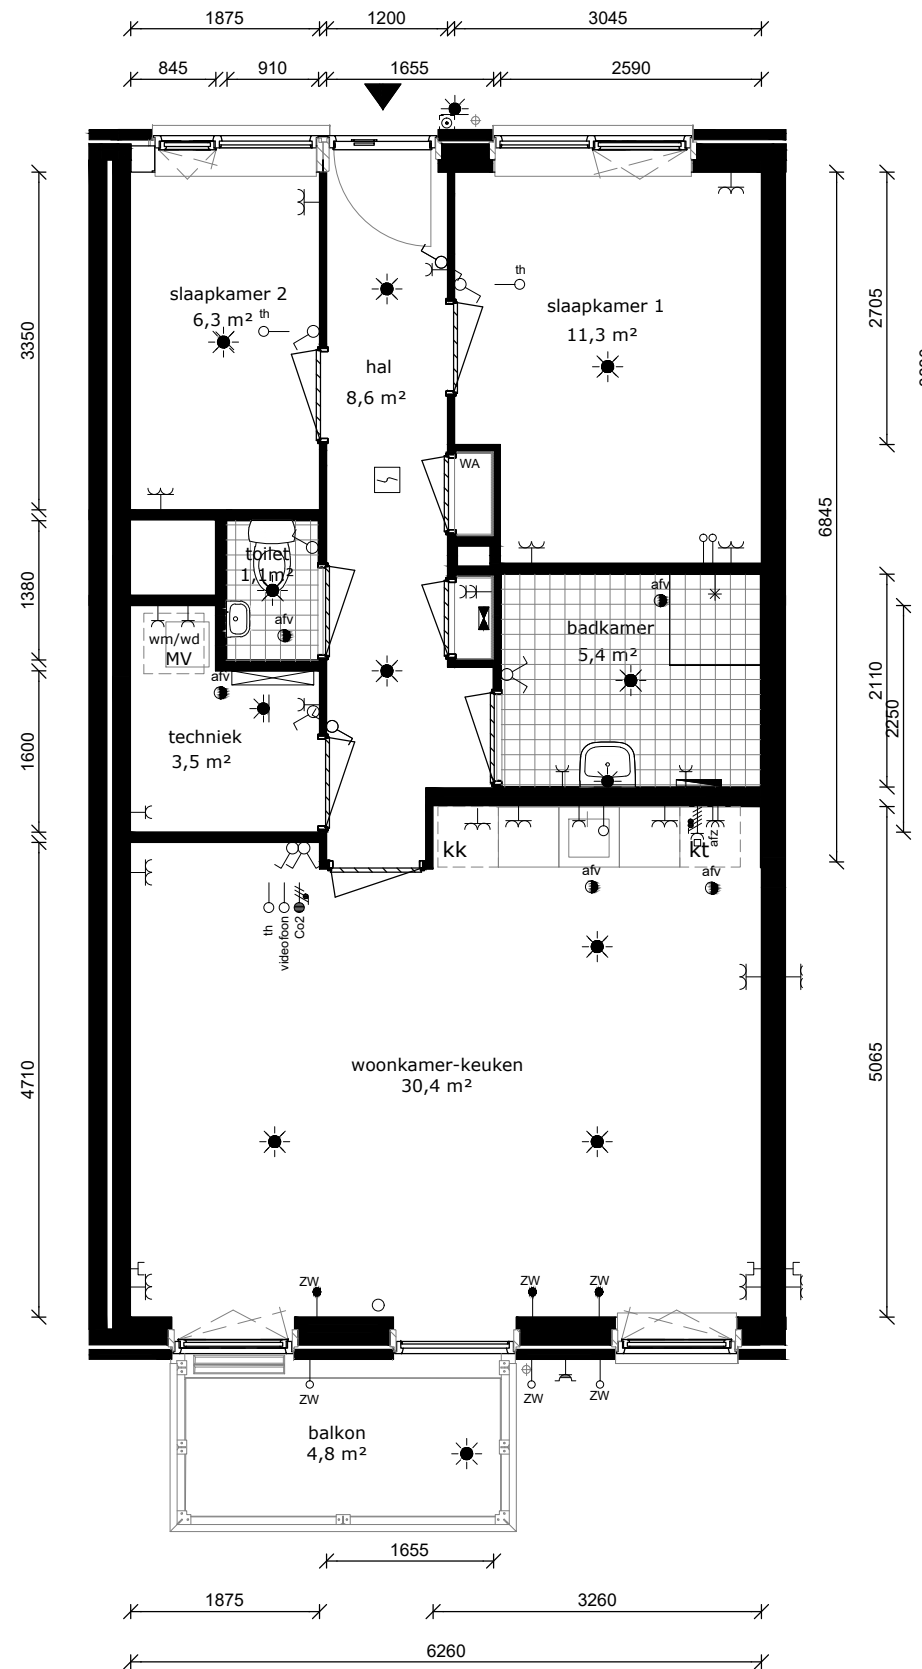 1875
1200
3045
845
910
1655
2590
slaapkamer 2
6,3 m²
th
th
slaapkamer 1
11,3 m²
hal
8,6 m²
3350
2705
6845
WA
toilet
1,1m²
afv
1380
afv
badkamer
5,4 m²
wm/wd
MV
afv
techniek
3,5 m²
1600
2110
2250
kk
kt
afz
afv
afv
th
videofoon
Co2
woonkamer-keuken
30,4 m²
4710
5065
ZW
ZW
ZW
ZW
ZW
ZW
balkon
4,8 m²
1655
1875
3260
6260